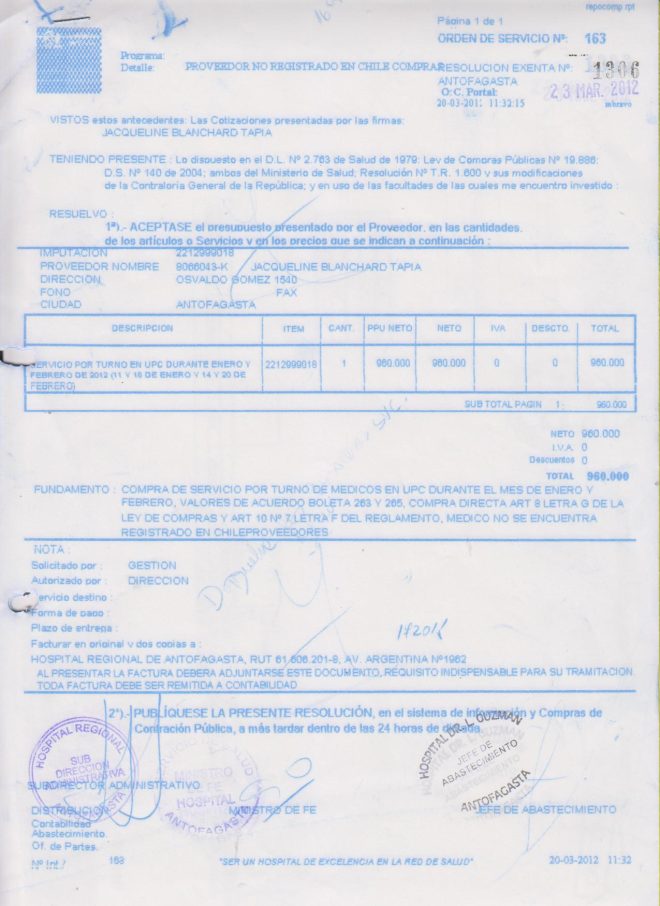 repocomp.rpt
Página 1 de 1
ORDEN DE SERVICIO Nº: 163
Programa:
Detalle: PROVEEDOR NO REGISTRADO EN CHILE COMPRAS
RESOLUCION EXENTA Nº: 1306
ANTOFAGASTA
O.C. Portal: 23 MAR. 2012
20-03-2012 11:32:15 mbravo
VISTOS estos antecedentes: Las Cotizaciones presentadas por las firmas:
JACQUELINE BLANCHARD TAPIA
TENIENDO PRESENTE : Lo dispuesto en el D.L. Nº 2.763 de Salud de 1979; Ley de Compras Públicas Nº 19.886;
D.S. Nº 140 de 2004; ambos del Ministerio de Salud; Resolución Nº T.R. 1.600 y sus modificaciones
de la Contraloria General de la República; y en uso de las facultades de las cuales me encuentro investido :
RESUELVO :
1º).- ACEPTASE el presupuesto presentado por el Proveedor, en las cantidades,
de los artículos o Servicios y en los precios que se indican a continuación :
IMPUTACION 2212999018
PROVEEDOR NOMBRE 8066043-K JACQUELINE BLANCHARD TAPIA
DIRECCION OSVALDO GOMEZ 1540
FONO FAX
CIUDAD ANTOFAGASTA
DESCRIPCION ITEM CANT. PPU NETO NETO IVA DESCTO. TOTAL
SERVICIO POR TURNO EN UPC DURANTE ENERO Y 2212999018 1 960.000 960.000 0 0 960.000
FEBRERO DE 2012 (11 Y 18 DE ENERO Y 14 Y 20 DE
FEBRERO)
SUB TOTAL PAGIN 1 : 960.000
NETO 960.000
I.V.A. 0
Descuentos 0
TOTAL 960.000
FUNDAMENTO : COMPRA DE SERVICIO POR TURNO DE MEDICOS EN UPC DURANTE EL MES DE ENERO Y
FEBRERO, VALORES DE ACUERDO BOLETA 263 Y 265, COMPRA DIRECTA ART 8 LETRA G DE LA
LEY DE COMPRAS Y ART 10 Nº 7 LETRA F DEL REGLAMENTO, MEDICO NO SE ENCUENTRA
REGISTRADO EN CHILEPROVEEDORES
NOTA :
Solicitado por : GESTION
Autorizado por : DIRECCION
Servicio destino :
Forma de pago :
Plazo de entrega :
Facturar en original y dos copias a :
HOSPITAL REGIONAL DE ANTOFAGASTA, RUT 61.606.201-8, AV. ARGENTINA Nº1962
AL PRESENTAR LA FACTURA DEBERA ADJUNTARSE ESTE DOCUMENTO, REQUISITO INDISPENSABLE PARA SU TRAMITACION.
TODA FACTURA DEBE SER REMITIDA A CONTABILIDAD
2º).- PUBLÍQUESE LA PRESENTE RESOLUCIÓN, en el sistema de información y Compras de
Contración Pública, a más tardar dentro de las 24 horas de dictada.
HOSPITAL REGIONAL
SUB
DIRECCION
ADMINISTRATIVA
ANTOFAGASTA
MINISTRO
DE FE
HOSPITAL
ANTOFAGASTA
HOSPITAL DR. L. GUZMAN
JEFE DE
ABASTECIMIENTO
ANTOFAGASTA
SUBDIRECTOR ADMINISTRATIVO
DISTRIBUCION MINISTRO DE FE JEFE DE ABASTECIMIENTO
Contabilidad
Abastecimiento.
Of. de Partes.
Nº Int./ 163 "SER UN HOSPITAL DE EXCELENCIA EN LA RED DE SALUD" 20-03-2012 11:32